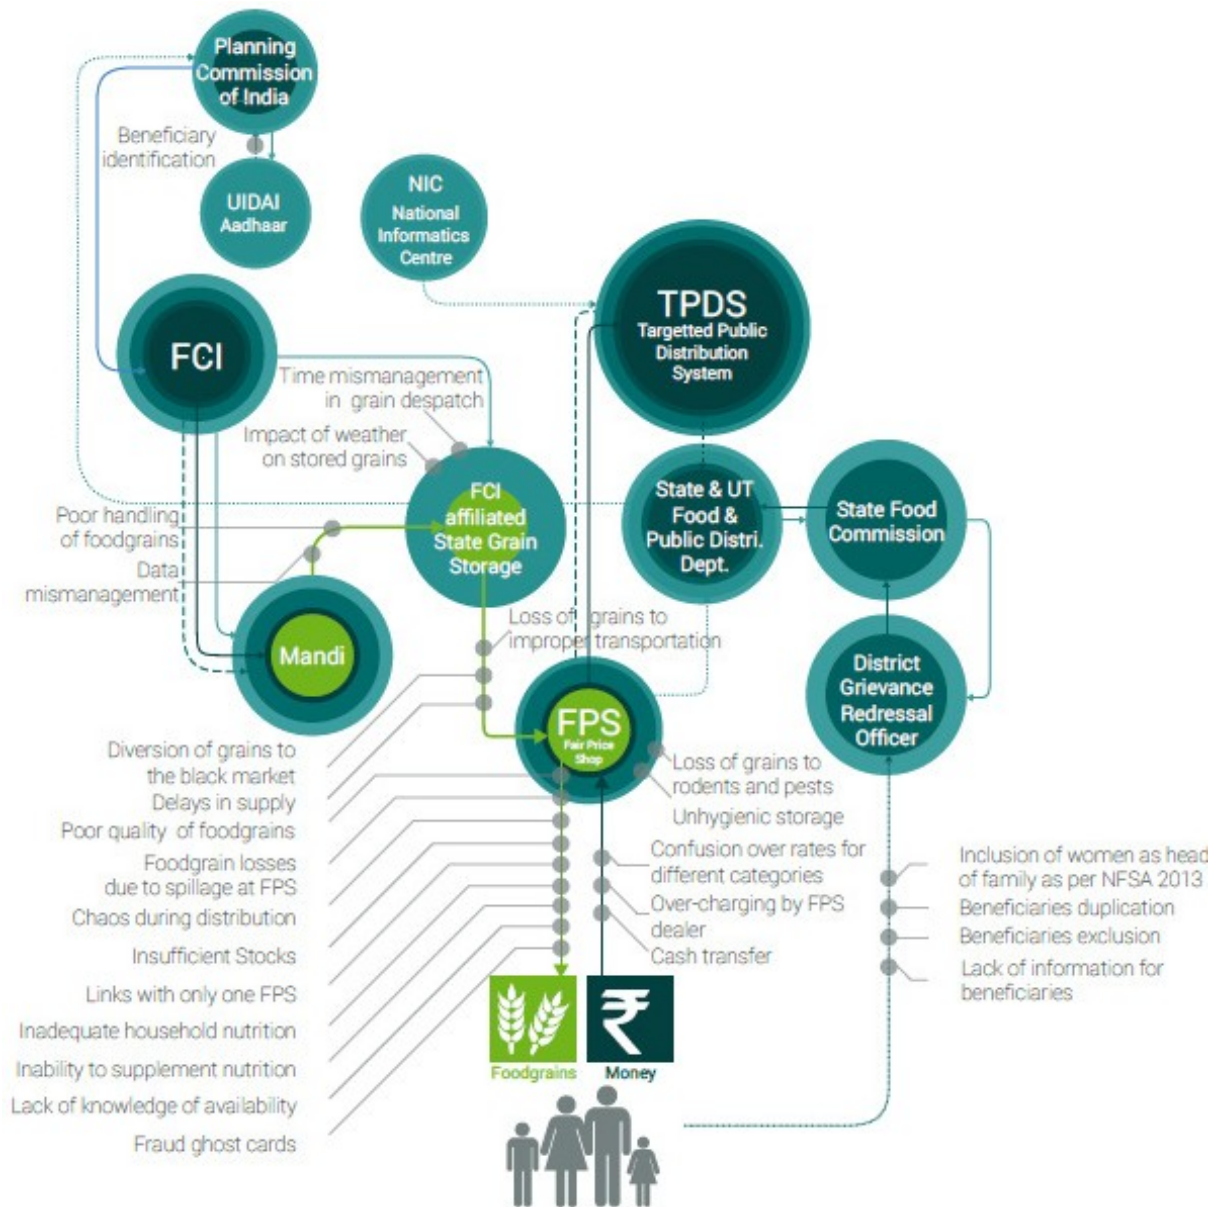 Planning
Commission
of India
Beneficiary
identification
UIDAI
Aadhaar
NIC
National
Informatics
Centre
TPDS
Targetted Public
Distribution
System
FCI
Time mismanagement
in grain despatch
Impact of weather
on stored grains
FCI
affiliated
State Grain
Storage
State & UT
Food &
Public Distri.
Dept.
State Food
Commission
Poor handling
of foodgrains
Data
mismanagement
Mandi
Loss of grains to
improper transportation
FPS
Fair Price
Shop
District
Grievance
Redressal
Officer
Diversion of grains to
the black market
Delays in supply
Poor quality of foodgrains
Foodgrain losses
due to spillage at FPS
Chaos during distribution
Insufficient Stocks
Links with only one FPS
Inadequate household nutrition
Inability to supplement nutrition
Lack of knowledge of availability
Fraud ghost cards
Loss of grains to
rodents and pests
Unhygienic storage
Confusion over rates for
different categories
Over-charging by FPS
dealer
Cash transfer
Inclusion of women as head
of family as per NFSA 2013
Beneficiaries duplication
Beneficiaries exclusion
Lack of information for
beneficiaries
₹
Foodgrains
Money